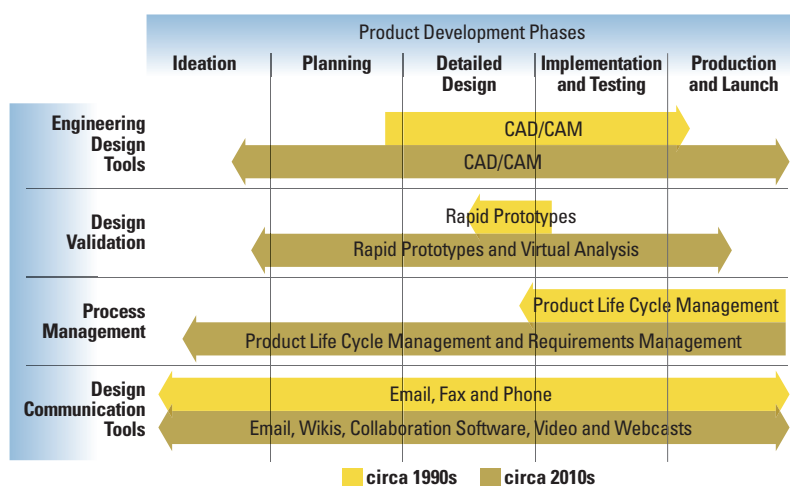 Product Development Phases
Ideation
Planning
Detailed
Design
Implementation
and Testing
Production
and Launch
Engineering
Design
Tools
CAD/CAM
CAD/CAM
Design
Validation
Rapid Prototypes
Rapid Prototypes and Virtual Analysis
Process
Management
Product Life Cycle Management
Product Life Cycle Management and Requirements Management
Design
Communication
Tools
Email, Fax and Phone
Email, Wikis, Collaboration Software, Video and Webcasts
circa 1990s
circa 2010s